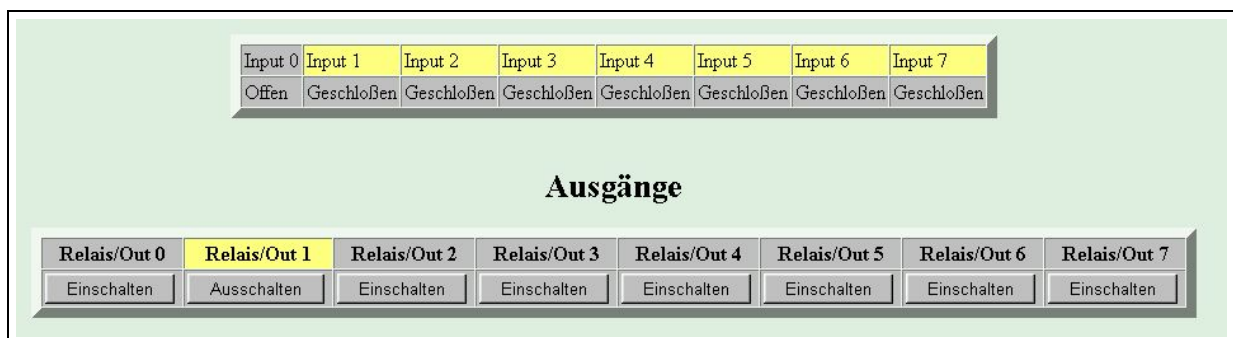 Input 0 Input 1 Input 2 Input 3 Input 4 Input 5 Input 6 Input 7
Offen Geschloßen Geschloßen Geschloßen Geschloßen Geschloßen Geschloßen Geschloßen
Ausgänge
Relais/Out 0 Relais/Out 1 Relais/Out 2 Relais/Out 3 Relais/Out 4 Relais/Out 5 Relais/Out 6 Relais/Out 7
Einschalten Ausschalten Einschalten Einschalten Einschalten Einschalten Einschalten Einschalten